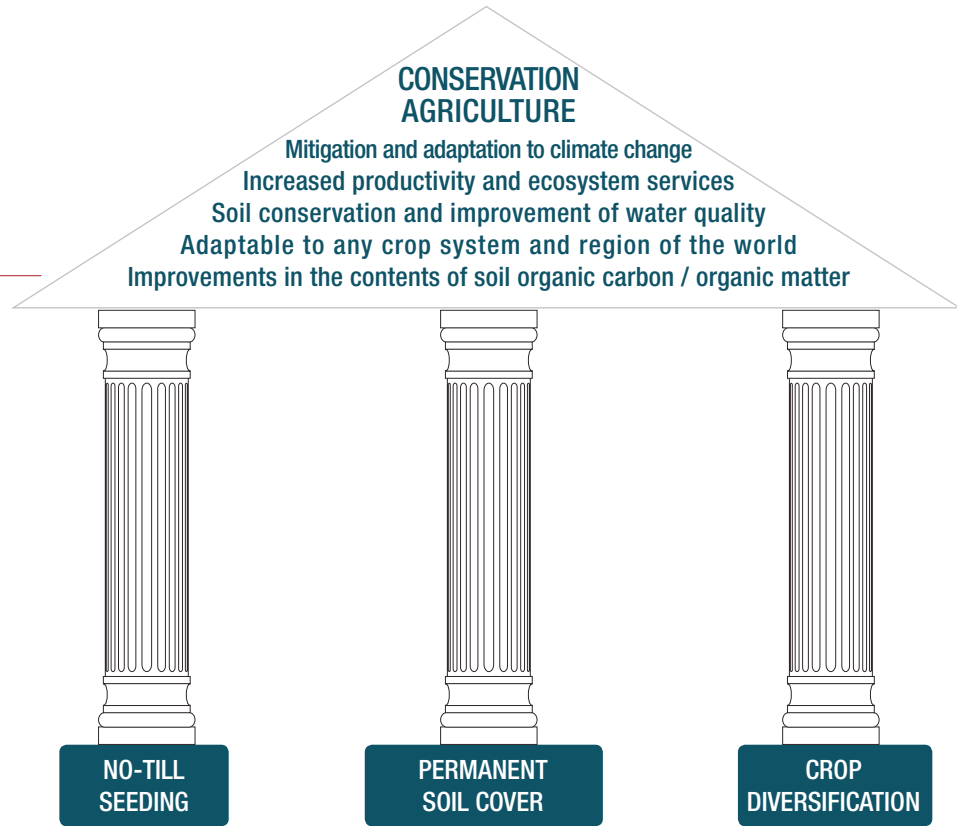 CONSERVATION
AGRICULTURE
Mitigation and adaptation to climate change
Increased productivity and ecosystem services
Soil conservation and improvement of water quality
Adaptable to any crop system and region of the world
Improvements in the contents of soil organic carbon / organic matter
NO-TILL
SEEDING
PERMANENT
SOIL COVER
CROP
DIVERSIFICATION